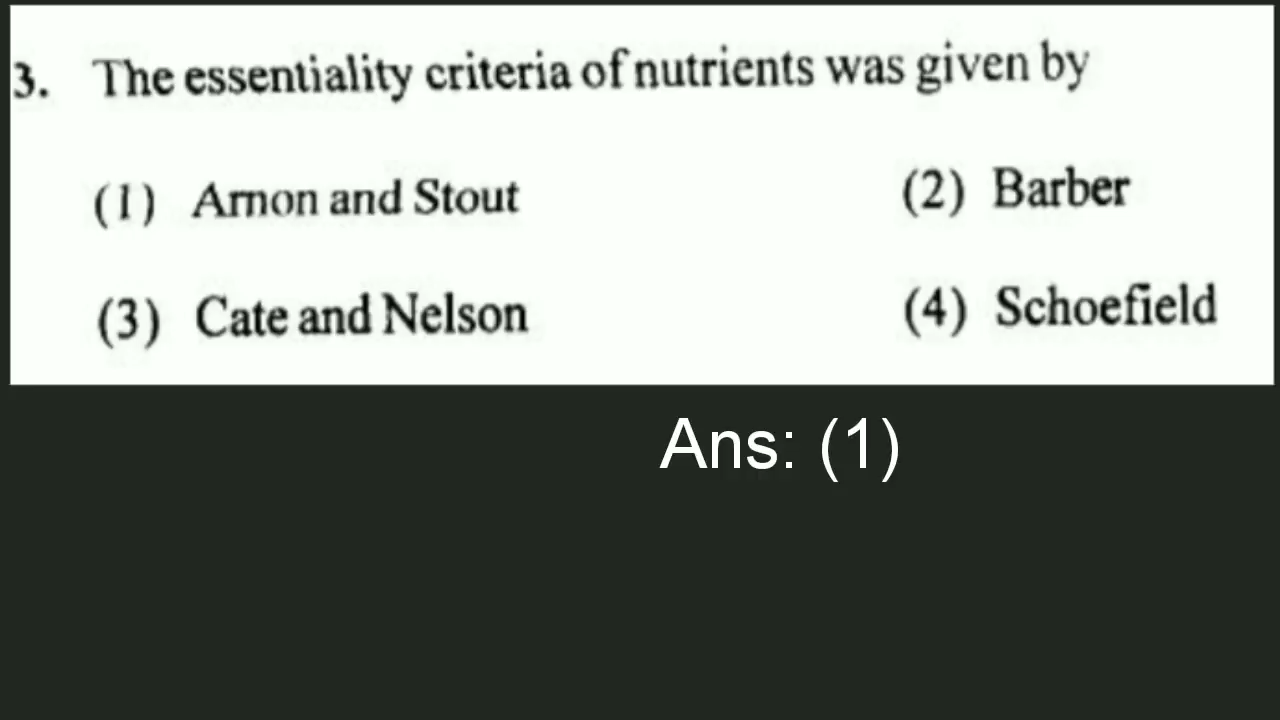 3. The essentiality criteria of nutrients was given by
(1) Arnon and Stout (2) Barber
(3) Cate and Nelson (4) Schoefield
Ans: (1)